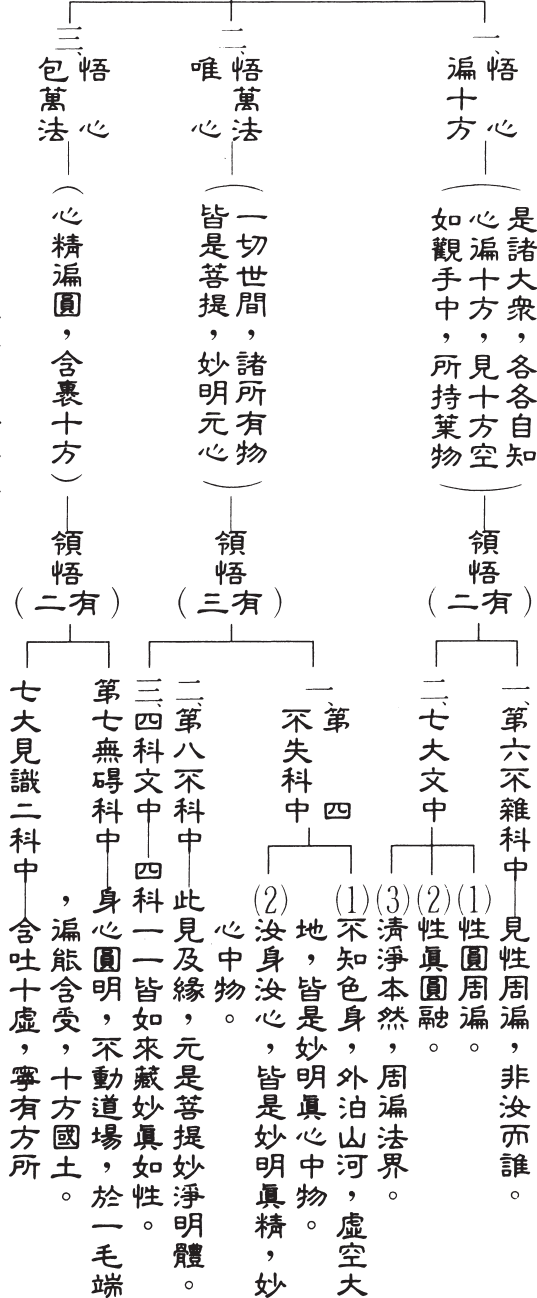 一、悟心
遍十方
（是諸大衆，各各自知
心遍十方，見十方空
如觀手中，所持葉物）
領悟
（有二）
一、第六不雜科中
見性周遍，非汝而誰。
二、七大文中
(1)性圓周遍。
(2)性眞圓融。
(3)清淨本然，周遍法界。
二、悟萬法
唯心
（一切世間，諸所有物
皆是菩提，妙明元心）
領悟
（有三）
一、第四
不失科中
(1)不知色身，外泊山河，虛空大
地，皆是妙明眞心中物。
(2)汝身汝心，皆是妙明眞精，妙
心中物。
二、第八不科中
此見及緣，元是菩提妙淨明體。
三、四科文中
四科一一皆如來藏妙眞如性。
三、悟心
包萬法
（心精遍圓，含裹十方）
領悟
（有二）
第七無礙科中
身心圓明，不動道場，於一毛端
，遍能含受，十方國土。
七大見識二科中
含吐十虛，寧有方所